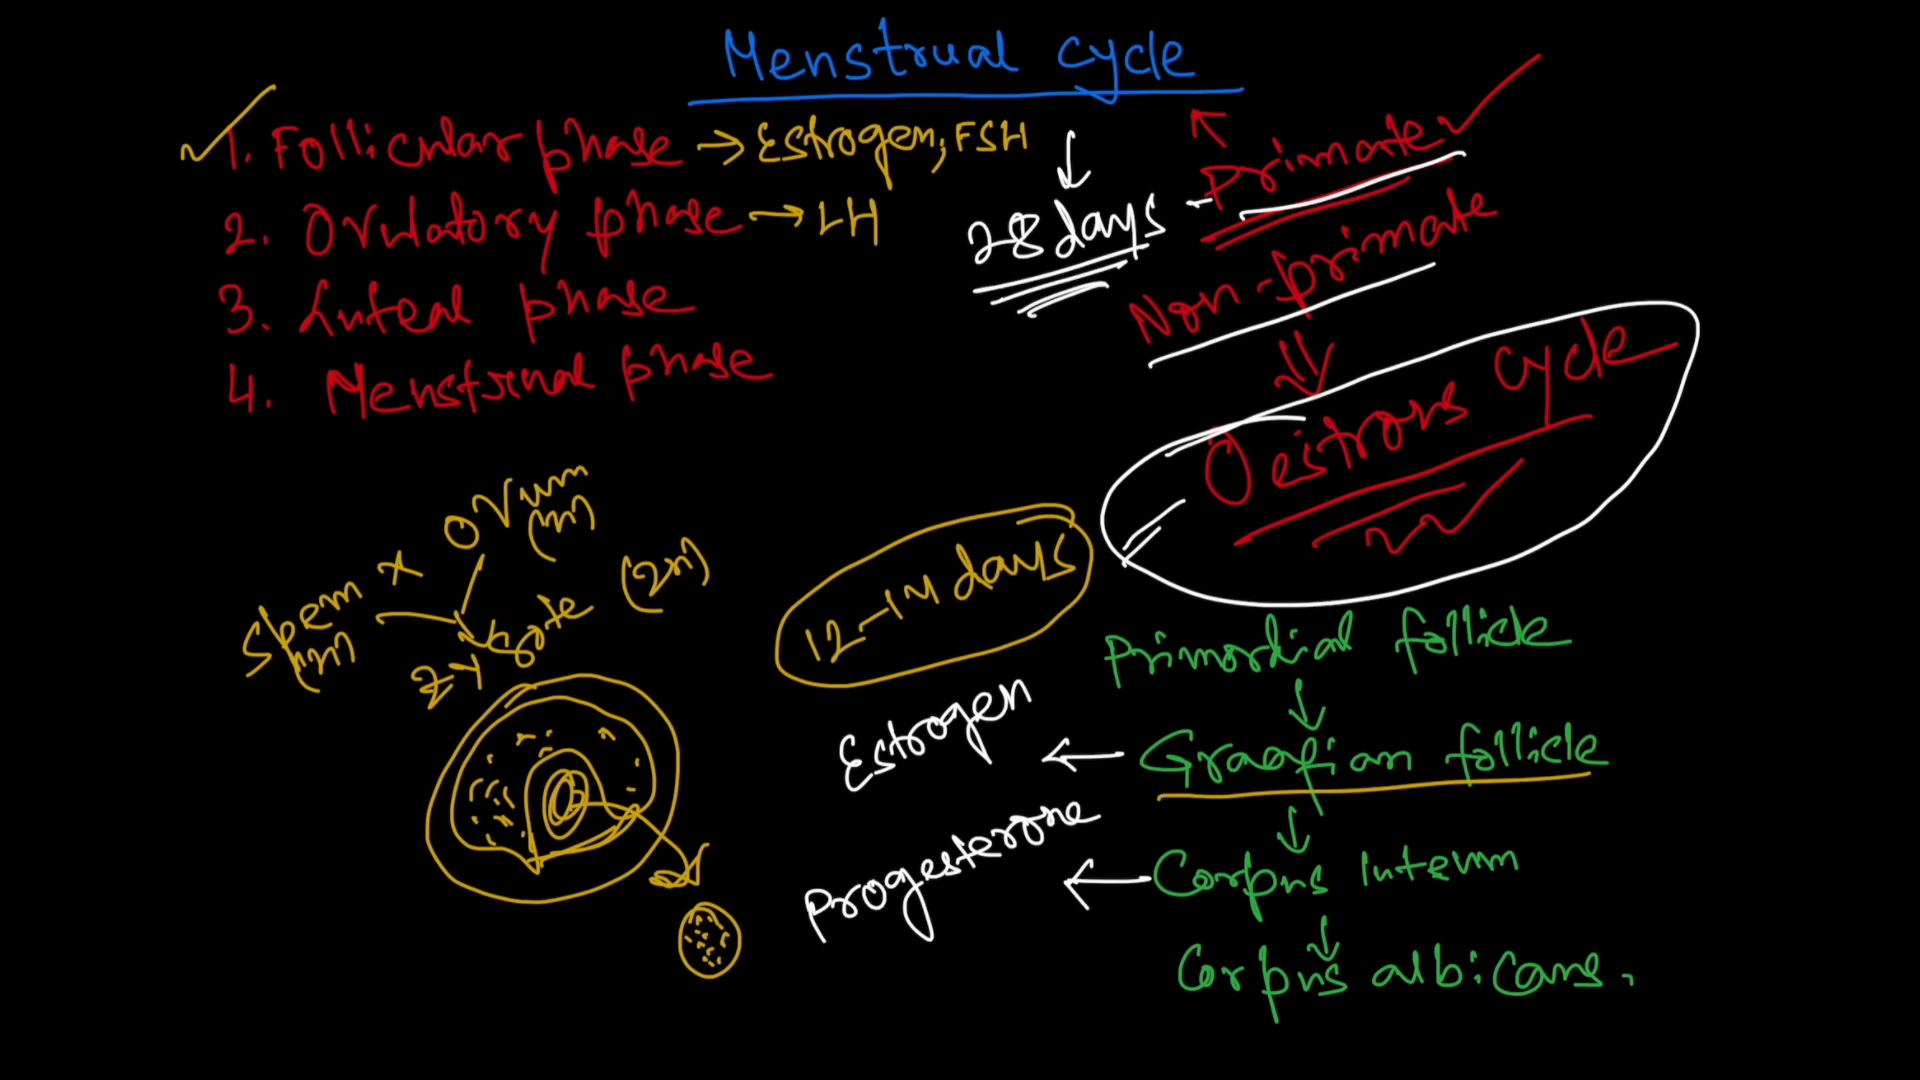 Menstrual cycle
1. Follicular phase → Estrogen, FSH
2. Ovulatory phase → LH
3. Luteal phase
4. Menstrual phase
28 days - Primate
Non-primate
Oestrous cycle
Sperm (n) x Ovum (n)
Zygote (2n)
12-14 days
Primordial follicle
Estrogen ← Graafian follicle
Progesterone ← Corpus luteum
Corpus albicans.